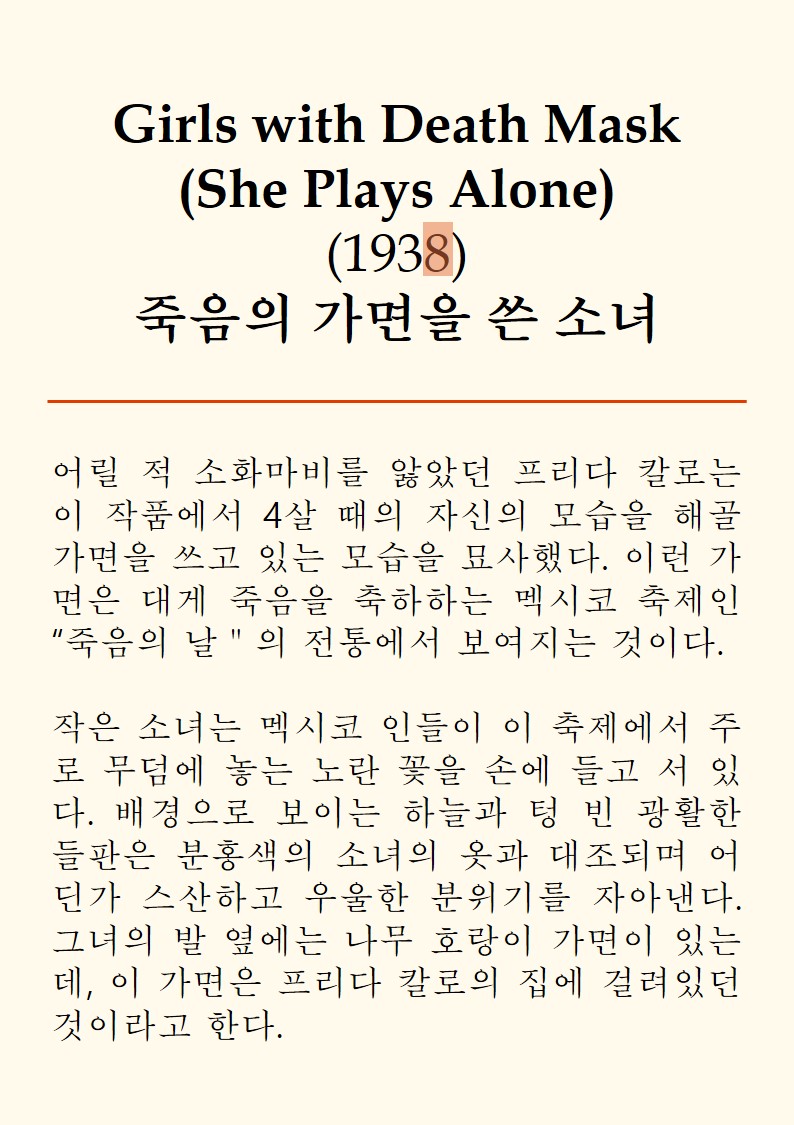 Girls with Death Mask
(She Plays Alone)
(1938)
죽음의 가면을 쓴 소녀
어릴 적 소화마비를 앓았던 프리다 칼로는
이 작품에서 4살 때의 자신의 모습을 해골
가면을 쓰고 있는 모습을 묘사했다. 이런 가
면은 대게 죽음을 축하하는 멕시코 축제인
“죽음의 날 " 의 전통에서 보여지는 것이다.
작은 소녀는 멕시코 인들이 이 축제에서 주
로 무덤에 놓는 노란 꽃을 손에 들고 서 있
다. 배경으로 보이는 하늘과 텅 빈 광활한
들판은 분홍색의 소녀의 옷과 대조되며 어
딘가 스산하고 우울한 분위기를 자아낸다.
그녀의 발 옆에는 나무 호랑이 가면이 있는
데, 이 가면은 프리다 칼로의 집에 걸려있던
것이라고 한다.